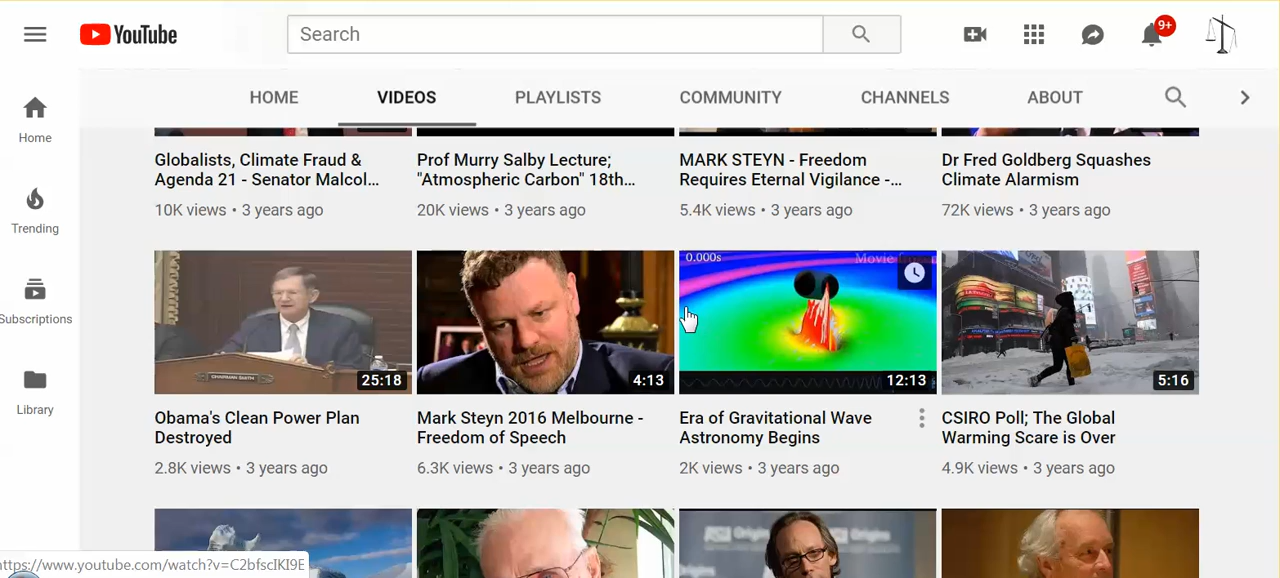 YouTube
Search
9+
HOME VIDEOS PLAYLISTS COMMUNITY CHANNELS ABOUT
Home
Trending
Subscriptions
Library
Globalists, Climate Fraud &
Agenda 21 - Senator Malcol...
10K views • 3 years ago
Prof Murry Salby Lecture;
"Atmospheric Carbon" 18th...
20K views • 3 years ago
MARK STEYN - Freedom
Requires Eternal Vigilance -...
5.4K views • 3 years ago
Dr Fred Goldberg Squashes
Climate Alarmism
72K views • 3 years ago
CHAIRMAN SMITH
25:18
Obama's Clean Power Plan
Destroyed
2.8K views • 3 years ago
4:13
Mark Steyn 2016 Melbourne -
Freedom of Speech
6.3K views • 3 years ago
0.000s
Movie
12:13
Era of Gravitational Wave
Astronomy Begins
2K views • 3 years ago
5:16
CSIRO Poll; The Global
Warming Scare is Over
4.9K views • 3 years ago
Origins
Origins
https://www.youtube.com/watch?v=C2bfscIKI9E